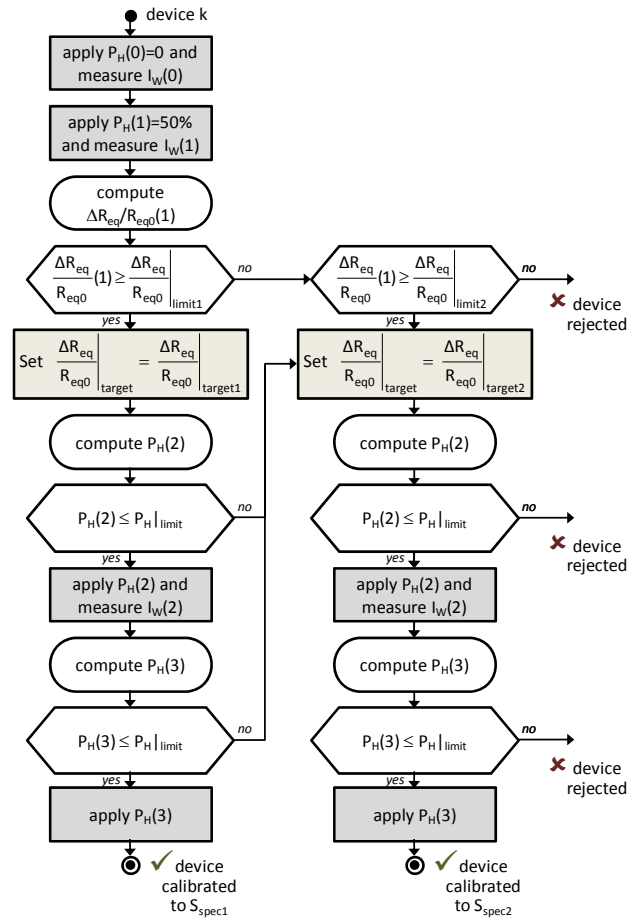 device k
apply P_H(0)=0 and
measure I_W(0)
apply P_H(1)=50%
and measure I_W(1)
compute
ΔR_eq/R_eq0(1)
ΔR_eq/R_eq0 (1) ≥ ΔR_eq/R_eq0 |limit1
no
ΔR_eq/R_eq0 (1) ≥ ΔR_eq/R_eq0 |limit2
no
✘ device
rejected
yes
yes
Set ΔR_eq/R_eq0 |target = ΔR_eq/R_eq0 |target1
Set ΔR_eq/R_eq0 |target = ΔR_eq/R_eq0 |target2
compute P_H(2)
compute P_H(2)
P_H(2) ≤ P_H|limit
no
P_H(2) ≤ P_H|limit
no
✘ device
rejected
yes
yes
apply P_H(2) and
measure I_W(2)
apply P_H(2) and
measure I_W(2)
compute P_H(3)
compute P_H(3)
P_H(3) ≤ P_H|limit
no
P_H(3) ≤ P_H|limit
no
✘ device
rejected
yes
yes
apply P_H(3)
apply P_H(3)
✓ device
calibrated
to S_spec1
✓ device
calibrated
to S_spec2